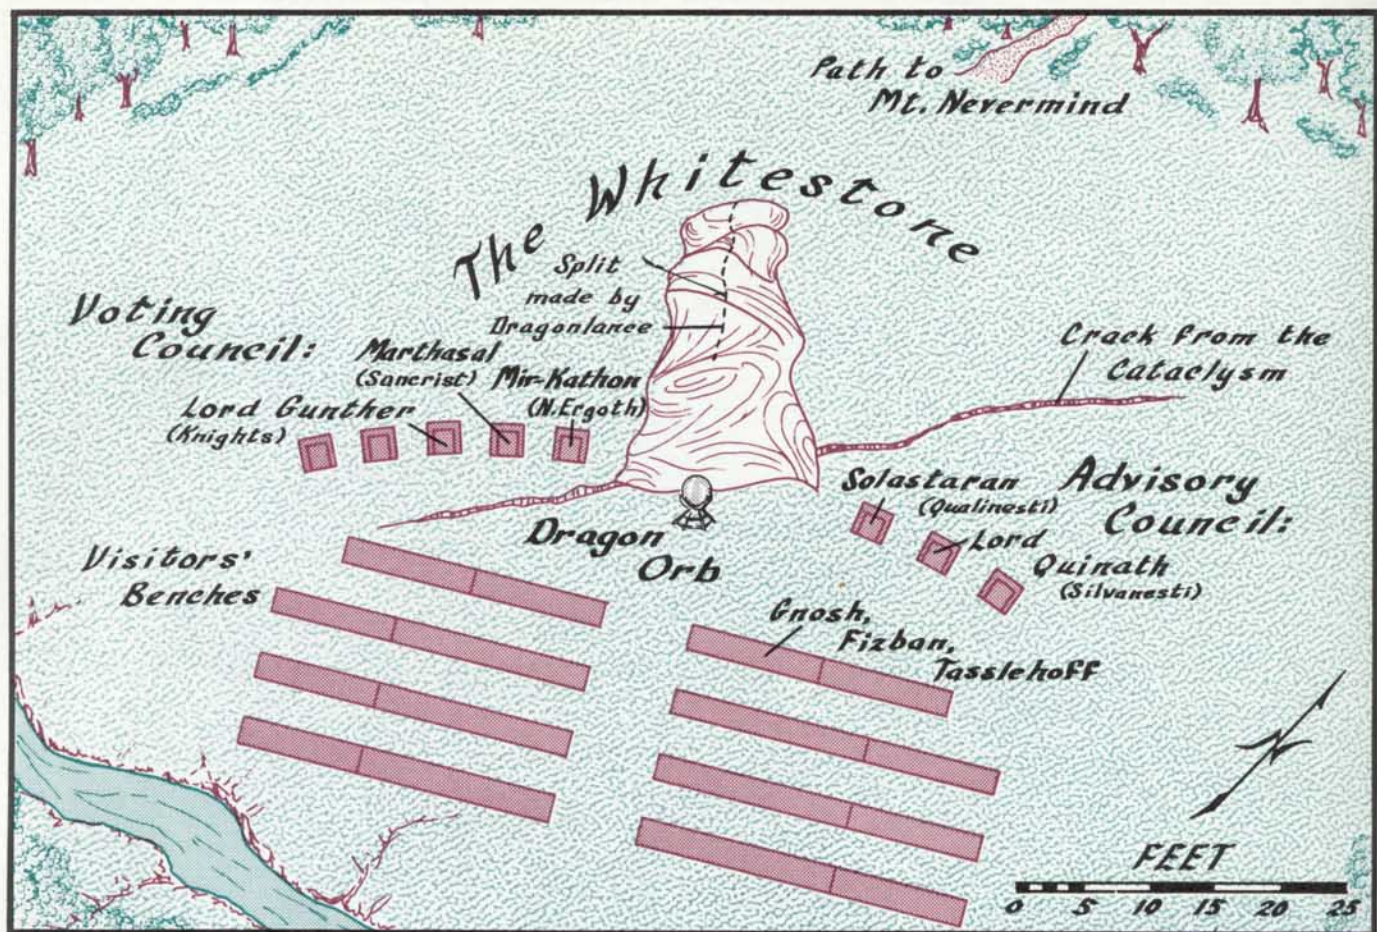 Path to
Mt. Nevermind
The Whitestone
Split
made by
Dragonlance
Voting
Council:
Marthasal
(Sancrist)
Mir-Kathon
(N.Ergoth)
Lord Gunther
(Knights)
Crack from the
Cataclysm
Solastaran
(Qualinesti)
Advisory
Council:
Lord
Quinath
(Silvanesti)
Dragon
Orb
Visitors'
Benches
Gnosh,
Fizban,
Tasslehoff
N
FEET
0 5 10 15 20 25